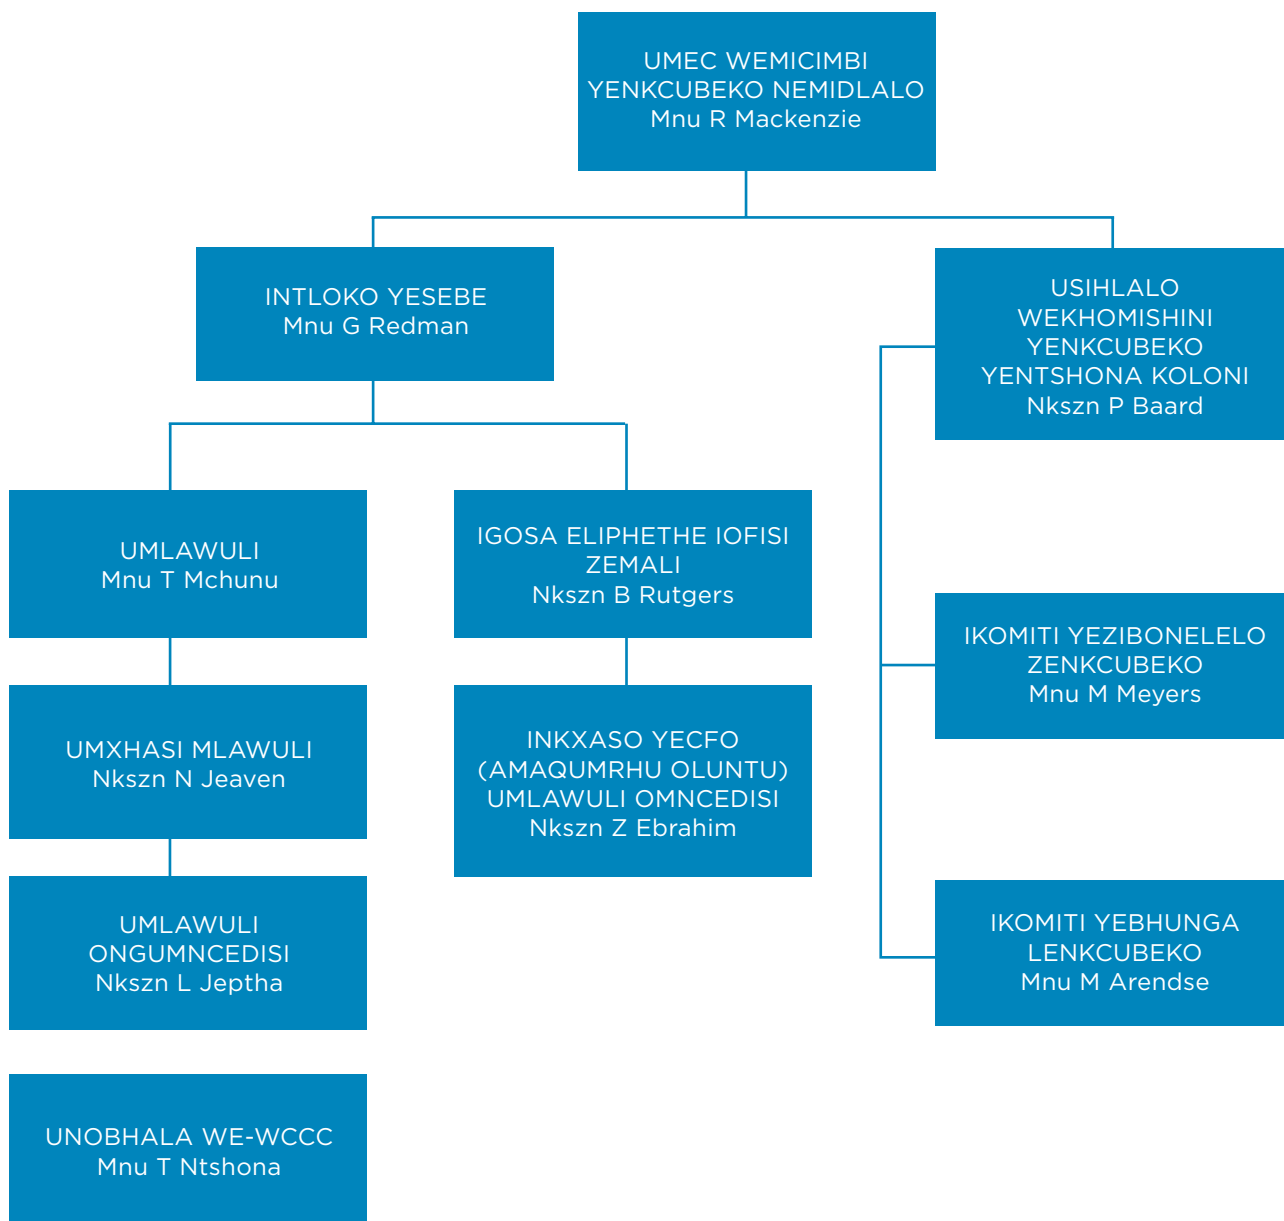 UMEC WEMICIMBI
YENKCUBEKO NEMIDLALO
Mnu R Mackenzie
INTLOKO YESEBE
Mnu G Redman
USIHLALO
WEKHOMISHINI
YENKCUBEKO
YENTSHONA KOLONI
Nkszn P Baard
UMLAWULI
Mnu T Mchunu
IGOSA ELIPHETHE IOFISI
ZEMALI
Nkszn B Rutgers
IKOMITI YEZIBONELELO
ZENKCUBEKO
Mnu M Meyers
UMXHASI MLAWULI
Nkszn N Jeaven
INKXASO YECFO
(AMAQUMRHU OLUNTU)
UMLAWULI OMNCEDISI
Nkszn Z Ebrahim
UMLAWULI
ONGUMNCEDISI
Nkszn L Jeptha
IKOMITI YEBHUNGA
LENKCUBEKO
Mnu M Arendse
UNOBHALA WE-WCCC
Mnu T Ntshona